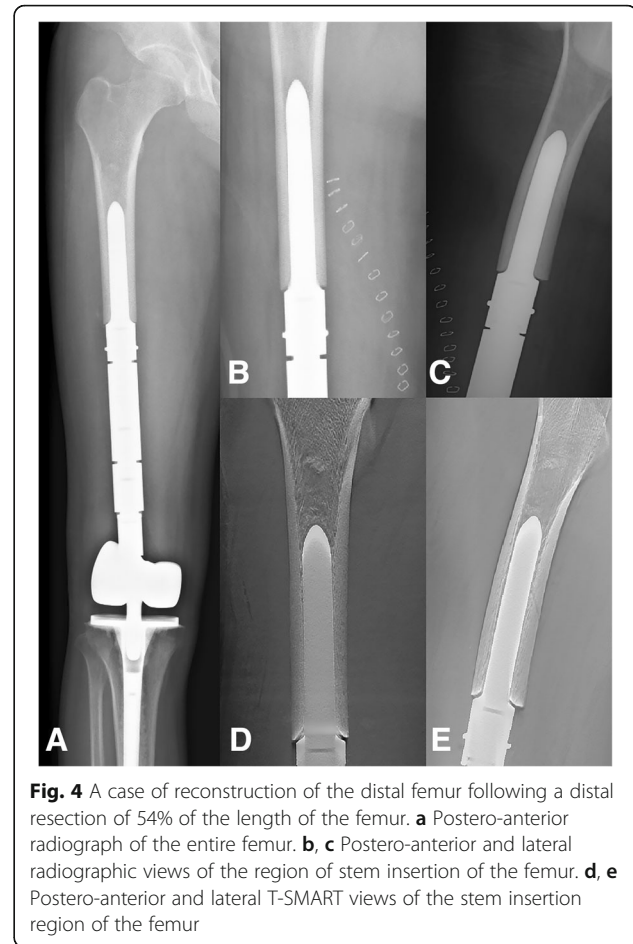 B
C
A
D
E
Fig. 4 A case of reconstruction of the distal femur following a distal
resection of 54% of the length of the femur. a Postero-anterior
radiograph of the entire femur. b, c Postero-anterior and lateral
radiographic views of the region of stem insertion of the femur. d, e
Postero-anterior and lateral T-SMART views of the stem insertion
region of the femur